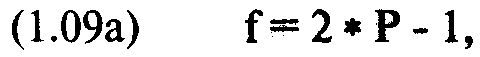 (1.09a) f = 2 * P - 1,